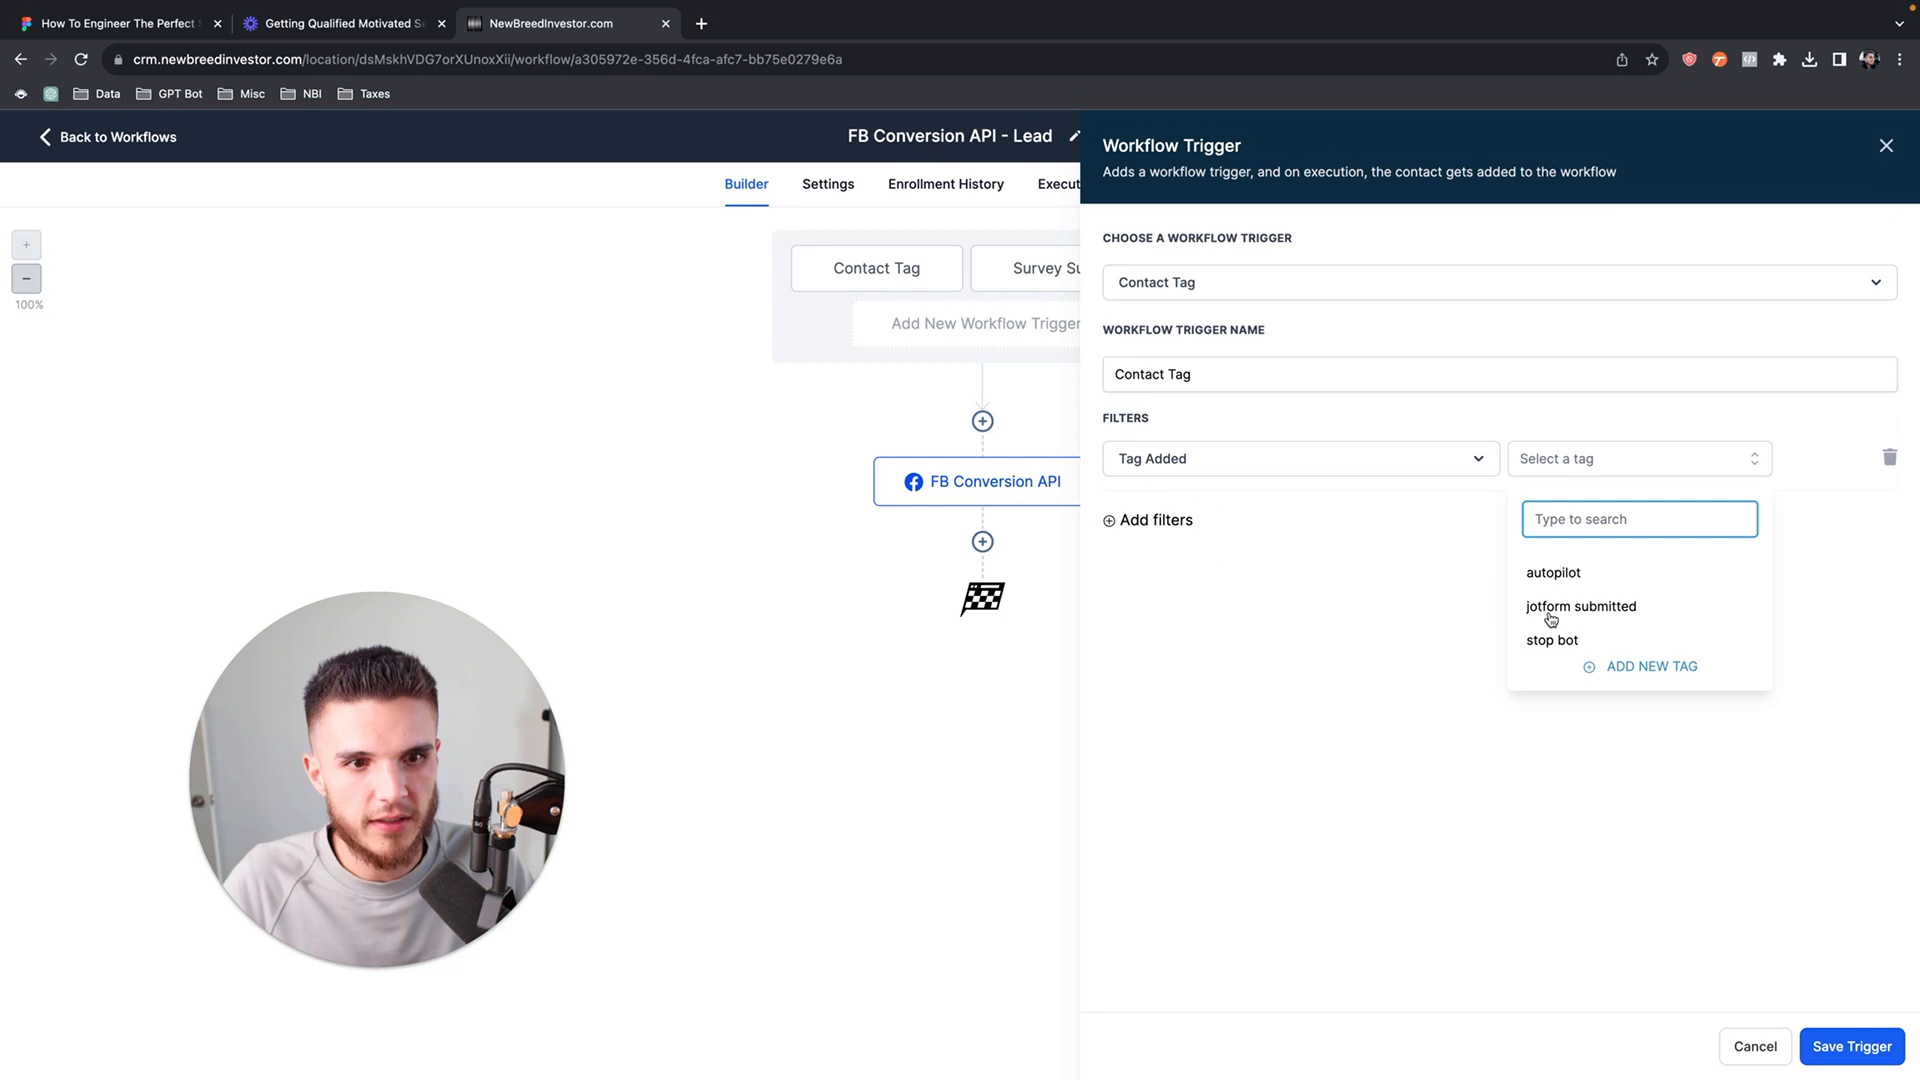 How To Engineer The Perfect
Getting Qualified Motivated Se
NewBreedInvestor.com
crm.newbreedinvestor.com/location/dsMskhVDG7orXUnoxXii/workflow/a305972e-356d-4fca-afc7-bb75e0279e6a
Data
GPT Bot
Misc
NBI
Taxes
Back to Workflows
FB Conversion API - Lead
Builder
Settings
Enrollment History
Execut
100%
Contact Tag
Survey Su
Add New Workflow Trigger
FB Conversion API
Workflow Trigger
Adds a workflow trigger, and on execution, the contact gets added to the workflow
CHOOSE A WORKFLOW TRIGGER
Contact Tag
WORKFLOW TRIGGER NAME
Contact Tag
FILTERS
Tag Added
Select a tag
Add filters
Type to search
autopilot
jotform submitted
stop bot
ADD NEW TAG
Cancel
Save Trigger